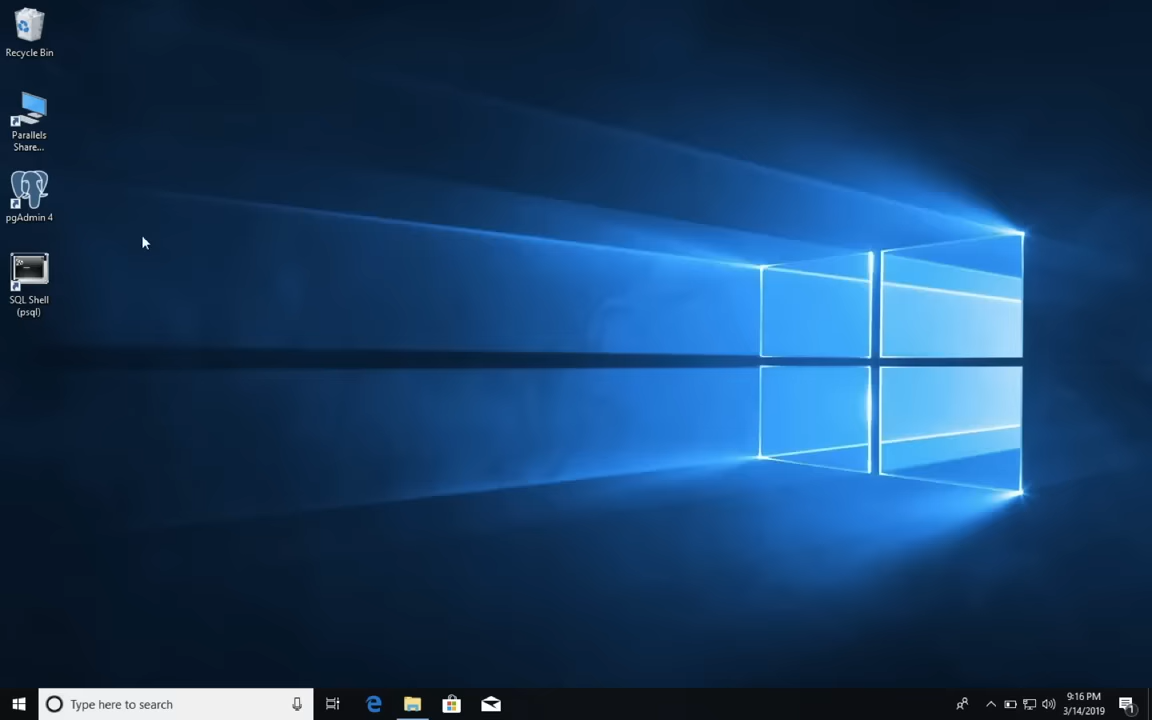 Recycle Bin
Parallels
Share...
pgAdmin 4
SQL Shell
(psql)
Type here to search
9:16 PM
3/14/2019
1